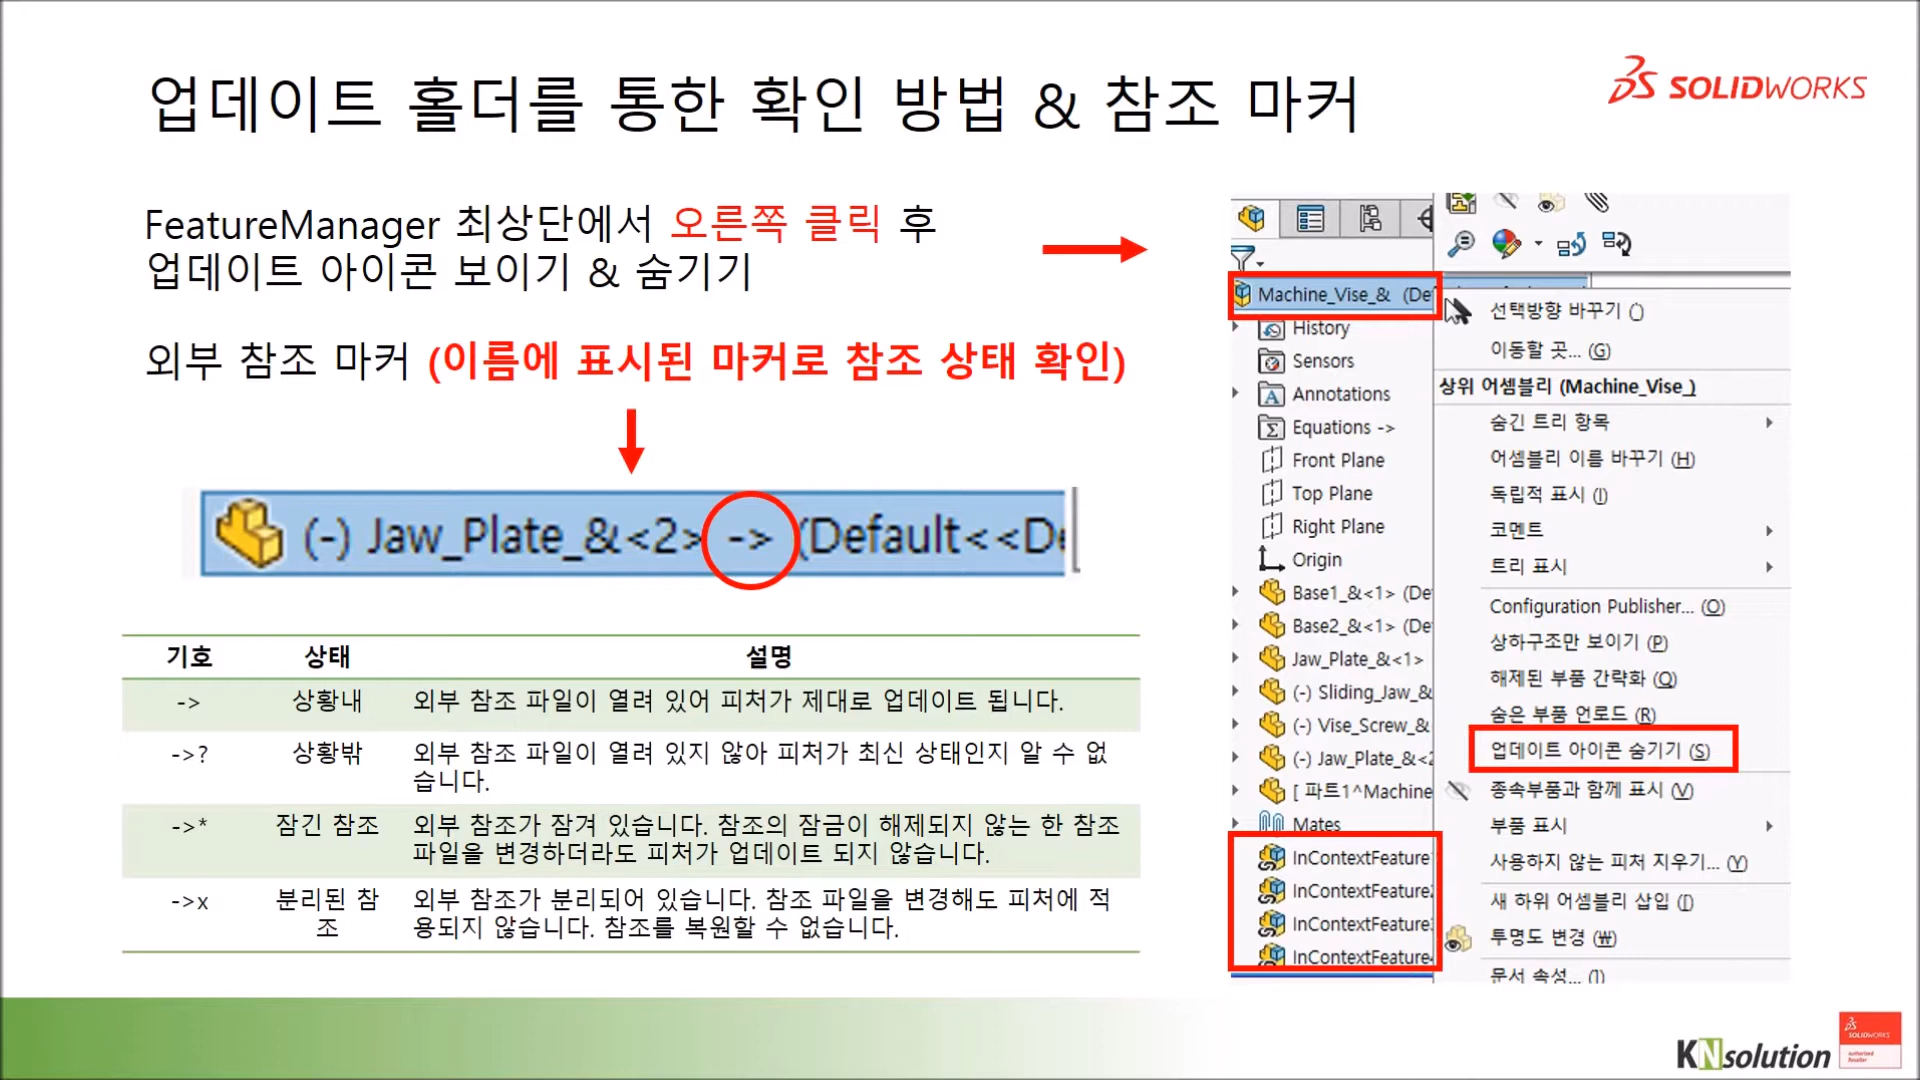 업데이트 홀더를 통한 확인 방법 & 참조 마커
SOLIDWORKS
FeatureManager 최상단에서 오른쪽 클릭 후
업데이트 아이콘 보이기 & 숨기기
외부 참조 마커 (이름에 표시된 마커로 참조 상태 확인)
(-) Jaw_Plate_&<2> -> (Default<<De
기호 상태 설명
-> 상황내 외부 참조 파일이 열려 있어 피처가 제대로 업데이트 됩니다.
->? 상황밖 외부 참조 파일이 열려 있지 않아 피처가 최신 상태인지 알 수 없
습니다.
->* 잠긴 참조 외부 참조가 잠겨 있습니다. 참조의 잠금이 해제되지 않는 한 참조
파일을 변경하더라도 피처가 업데이트 되지 않습니다.
->x 분리된 참
조 외부 참조가 분리되어 있습니다. 참조 파일을 변경해도 피처에 적
용되지 않습니다. 참조를 복원할 수 없습니다.
Machine_Vise_& (De
History
Sensors
Annotations
Equations ->
Front Plane
Top Plane
Right Plane
Origin
Base1_&<1> (De
Base2_&<1> (De
Jaw_Plate_&<1>
(-) Sliding_Jaw_&
(-) Vise_Screw_&
(-) Jaw_Plate_&<2
[ 파트1^Machine
Mates
InContextFeature
InContextFeature2
InContextFeature
InContextFeature
선택방향 바꾸기 ()
이동할 곳... (G)
상위 어셈블리 (Machine_Vise_)
숨긴 트리 항목
어셈블리 이름 바꾸기 (H)
독립적 표시 (I)
코멘트
트리 표시
Configuration Publisher... (O)
상하구조만 보이기 (P)
해제된 부품 간략화 (Q)
숨은 부품 언로드 (R)
업데이트 아이콘 숨기기 (S)
종속부품과 함께 표시 (V)
부품 표시
사용하지 않는 피처 지우기... (Y)
새 하위 어셈블리 삽입 (I)
투명도 변경 (W)
문서 속성... (I)
KNsolution
SOLIDWORKS
authorized
Reseller